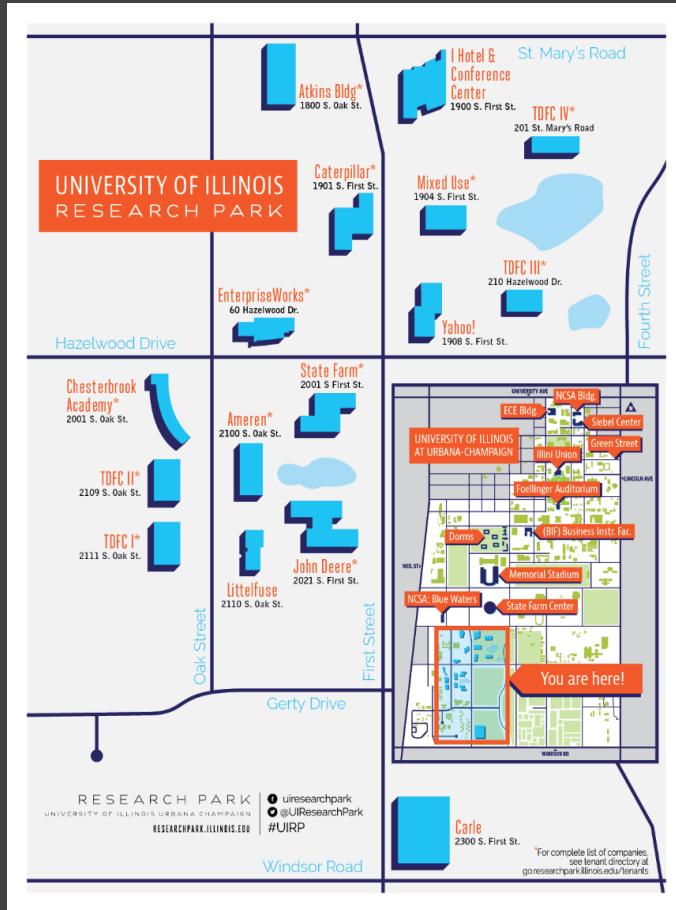 St. Mary's Road
I Hotel &
Conference
Center
1900 S. First St.
Atkins Bldg*
1800 S. Oak St.
TDFC IV*
201 St. Mary's Road
UNIVERSITY OF ILLINOIS
RESEARCH PARK
Caterpillar*
1901 S. First St.
Mixed Use*
1904 S. First St.
TDFC III*
210 Hazelwood Dr.
EnterpriseWorks*
60 Hazelwood Dr.
Yahoo!
1908 S. First St.
Fourth Street
Hazelwood Drive
State Farm*
2001 S First St.
Chesterbrook
Academy*
2001 S. Oak St.
Ameren*
2100 S. Oak St.
TDFC II*
2109 S. Oak St.
TDFC I*
2111 S. Oak St.
John Deere*
2021 S. First St.
Littelfuse
2110 S. Oak St.
Oak Street
First Street
Gerty Drive
UNIVERSITY AVE
NCSA Bldg.
ECE Bldg.
Siebel Center
UNIVERSITY OF ILLINOIS
AT URBANA-CHAMPAIGN
Green Street
Illini Union
LINCOLN AVE
Foellinger Auditorium
Dorms
(BIF) Business Instr. Fac.
NEIL ST
Memorial Stadium
NCSA: Blue Waters
State Farm Center
You are here!
WINDSOR RD
RESEARCH PARK
UNIVERSITY OF ILLINOIS URBANA CHAMPAIGN
RESEARCHPARK.ILLINOIS.EDU
uiresearchpark
@UIResearchPark
#UIRP
Carle
2300 S. First St.
*For complete list of companies,
see tenant directory at
go.researchpark.illinois.edu/tenants
Windsor Road